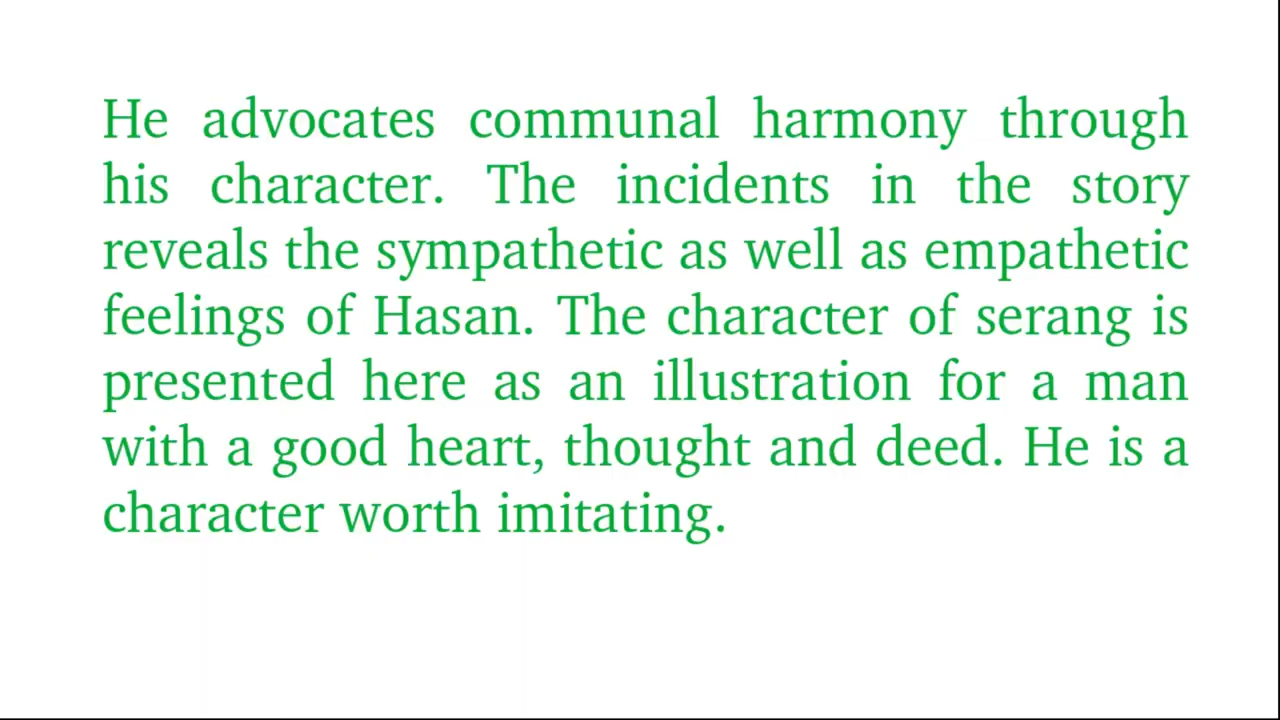 He advocates communal harmony through
his character. The incidents in the story
reveals the sympathetic as well as empathetic
feelings of Hasan. The character of serang is
presented here as an illustration for a man
with a good heart, thought and deed. He is a
character worth imitating.